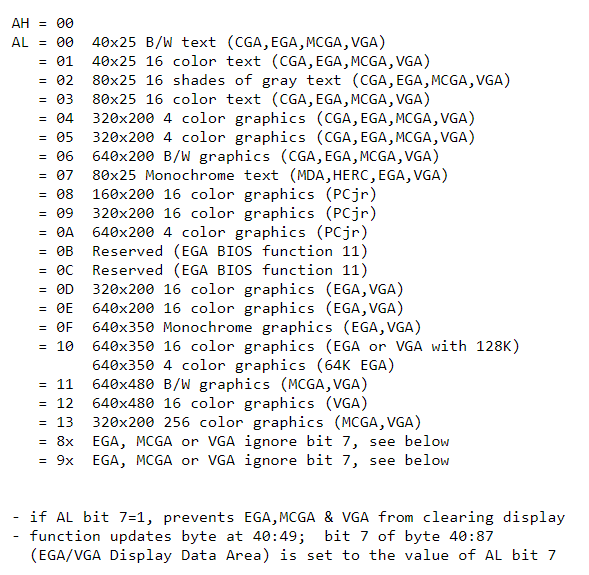 AH = 00
AL = 00  40x25 B/W text (CGA,EGA,MCGA,VGA)
   = 01  40x25 16 color text (CGA,EGA,MCGA,VGA)
   = 02  80x25 16 shades of gray text (CGA,EGA,MCGA,VGA)
   = 03  80x25 16 color text (CGA,EGA,MCGA,VGA)
   = 04  320x200 4 color graphics (CGA,EGA,MCGA,VGA)
   = 05  320x200 4 color graphics (CGA,EGA,MCGA,VGA)
   = 06  640x200 B/W graphics (CGA,EGA,MCGA,VGA)
   = 07  80x25 Monochrome text (MDA,HERC,EGA,VGA)
   = 08  160x200 16 color graphics (PCjr)
   = 09  320x200 16 color graphics (PCjr)
   = 0A  640x200 4 color graphics (PCjr)
   = 0B  Reserved (EGA BIOS function 11)
   = 0C  Reserved (EGA BIOS function 11)
   = 0D  320x200 16 color graphics (EGA,VGA)
   = 0E  640x200 16 color graphics (EGA,VGA)
   = 0F  640x350 Monochrome graphics (EGA,VGA)
   = 10  640x350 16 color graphics (EGA or VGA with 128K)
         640x350 4 color graphics (64K EGA)
   = 11  640x480 B/W graphics (MCGA,VGA)
   = 12  640x480 16 color graphics (VGA)
   = 13  320x200 256 color graphics (MCGA,VGA)
   = 8x  EGA, MCGA or VGA ignore bit 7, see below
   = 9x  EGA, MCGA or VGA ignore bit 7, see below
- if AL bit 7=1, prevents EGA,MCGA & VGA from clearing display
- function updates byte at 40:49;  bit 7 of byte 40:87
  (EGA/VGA Display Data Area) is set to the value of AL bit 7